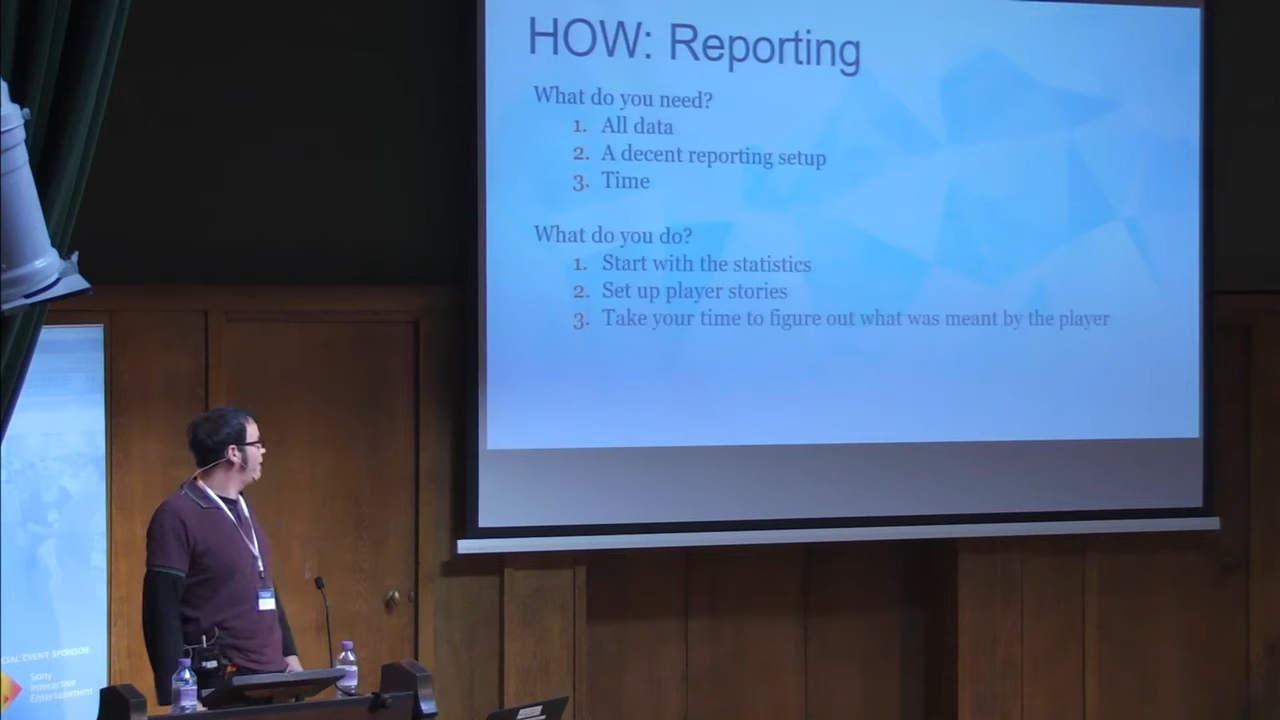 HOW: Reporting
What do you need?
1. All data
2. A decent reporting setup
3. Time
What do you do?
1. Start with the statistics
2. Set up player stories
3. Take your time to figure out what was meant by the player
CIAL EVENT SPONSOR
Sony
Interactive
Entertainment